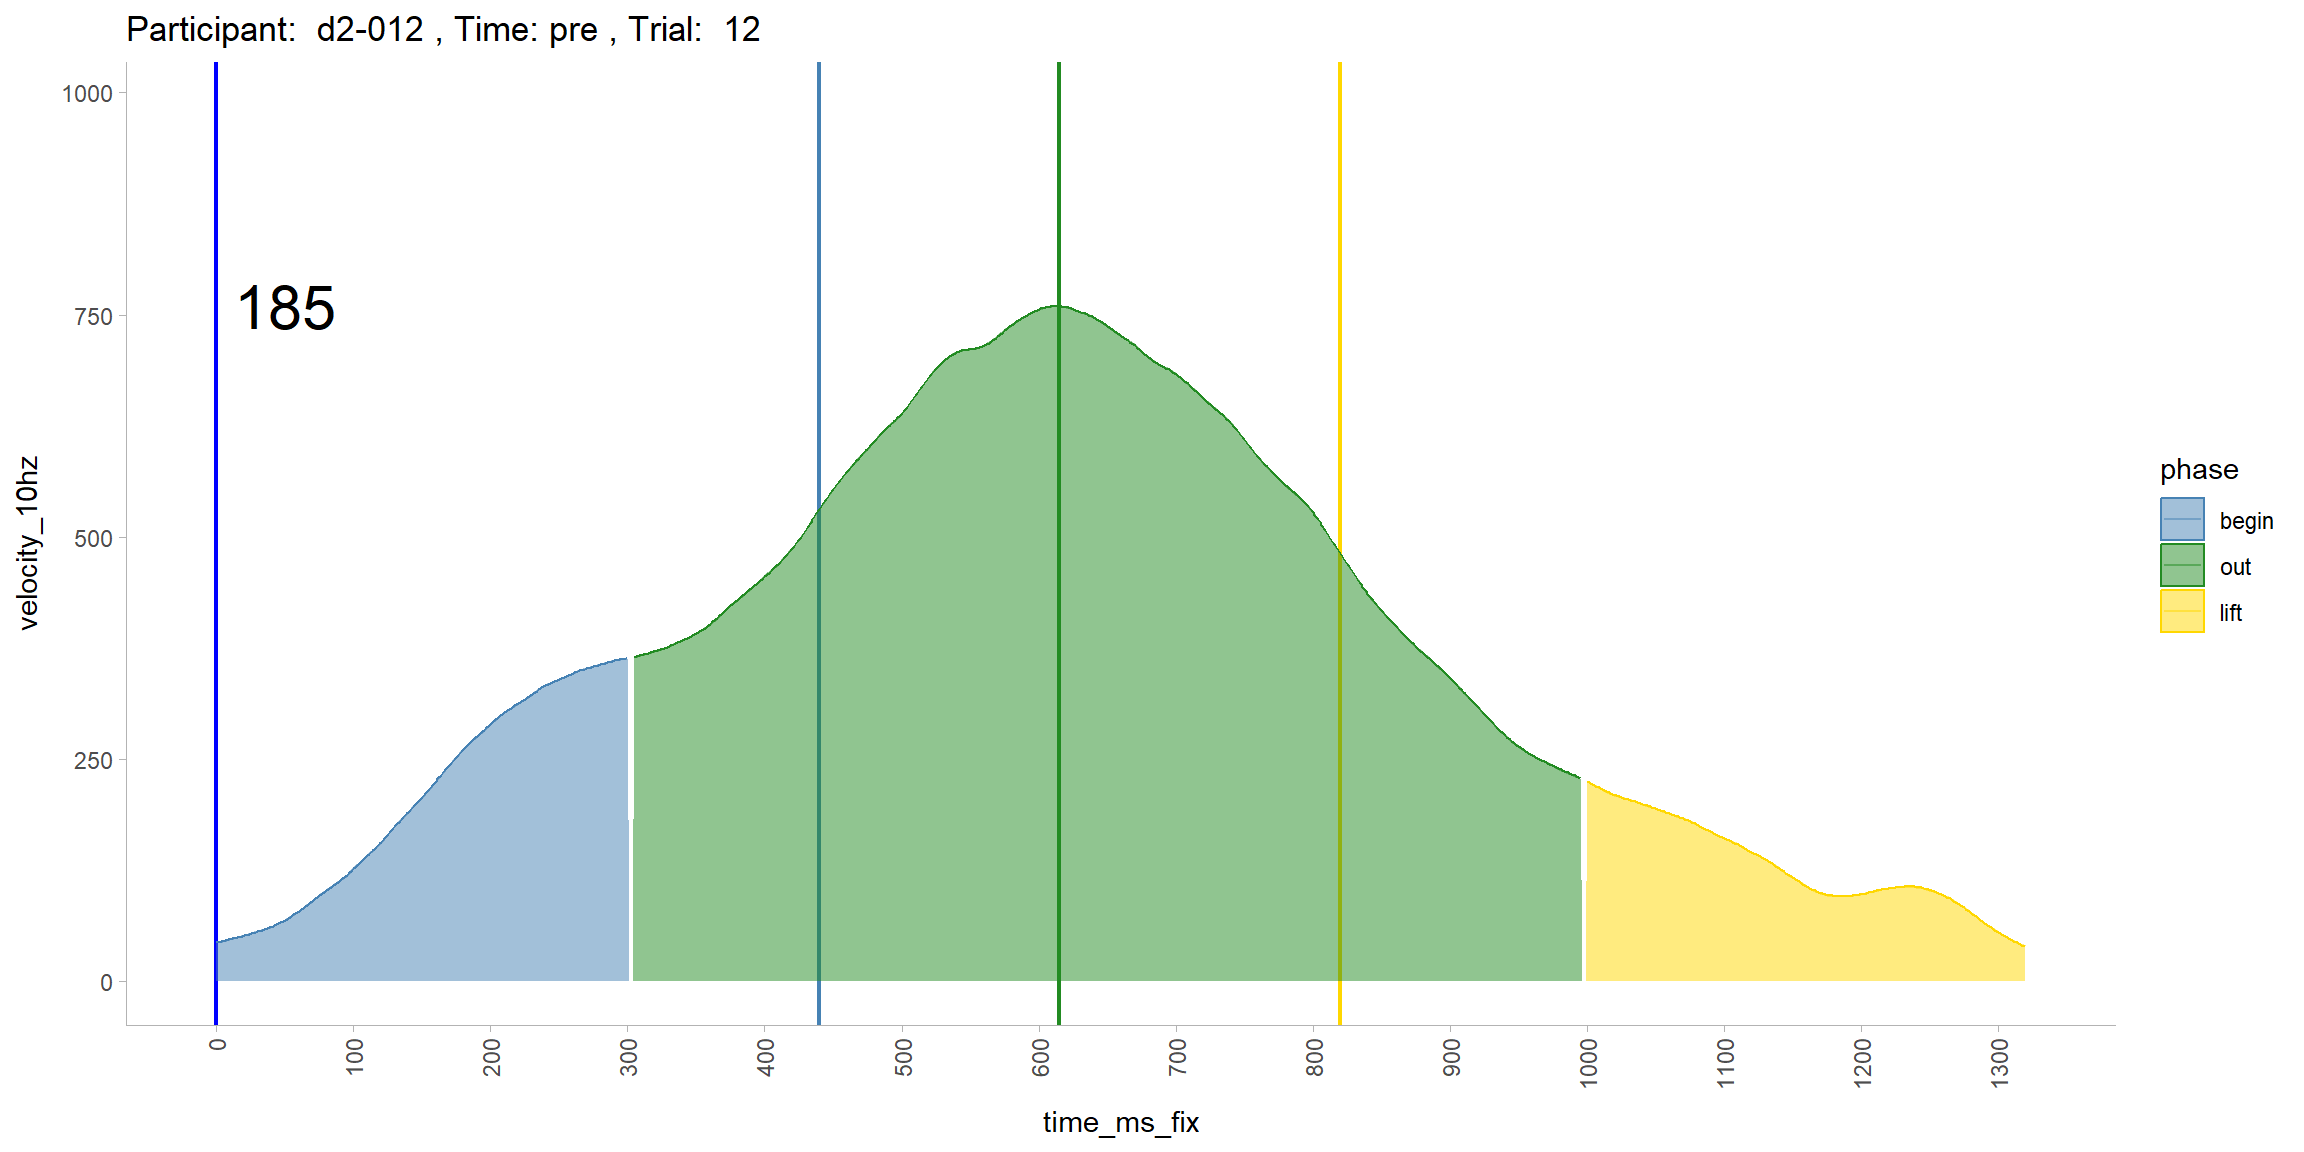 Participant:  d2-012 , Time: pre , Trial:  12
1000
750
500
250
0
velocity_10hz
185
0 100 200 300 400 500 600 700 800 900 1000 1100 1200 1300
time_ms_fix
phase
begin
out
lift